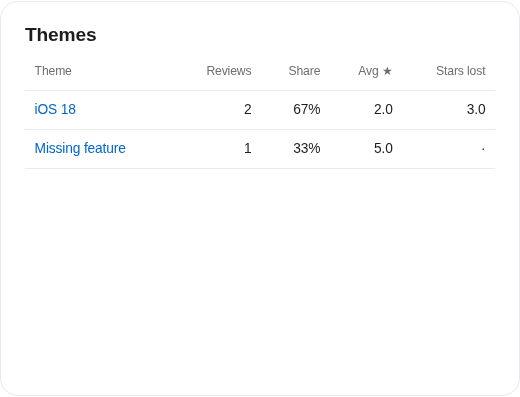 Themes
Theme Reviews Share Avg ★ Stars lost
iOS 18 2 67% 2.0 3.0
Missing feature 1 33% 5.0 ·